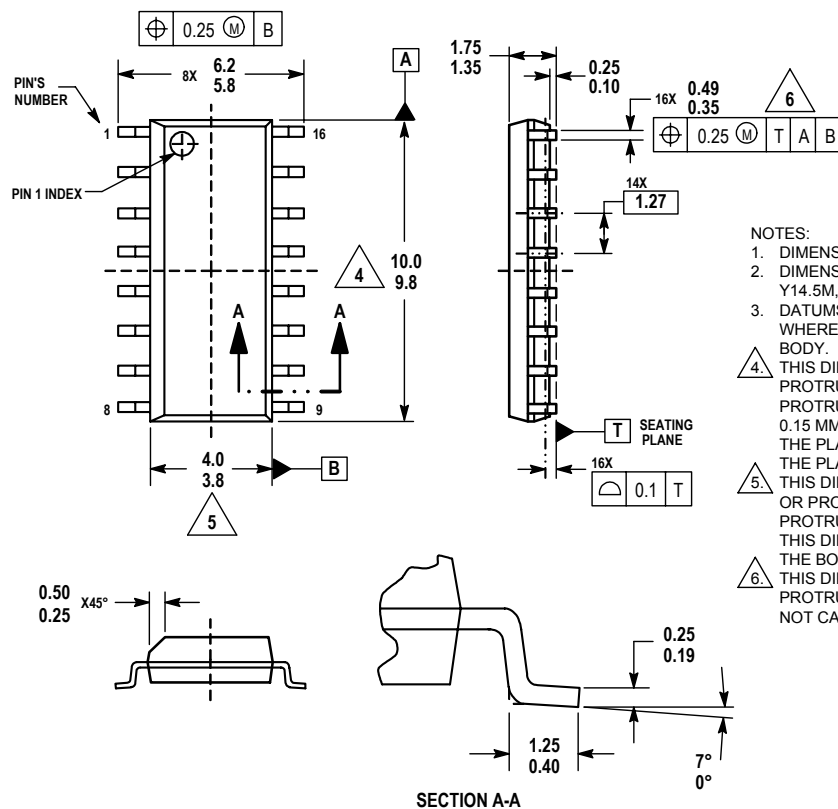 ⌖ 0.25 Ⓜ B
8X 6.2
5.8
PIN'S
NUMBER
1
16
PIN 1 INDEX
A
4
10.0
9.8
A A
8
9
4.0
3.8
B
5
1.75
1.35
0.25
0.10
16X 0.49
0.35
6
⌖ 0.25 Ⓜ T A B
14X
1.27
T SEATING
PLANE
16X
⌓ 0.1 T
NOTES:
1. DIMENS
2. DIMENS
Y14.5M,
3. DATUMS
WHERE
BODY.
4. THIS DI
PROTRU
PROTRU
0.15 MM
THE PLA
THE PLA
5. THIS DI
OR PRO
PROTRU
THIS DI
THE BO
6. THIS DI
PROTRU
NOT CA
0.50
0.25 X45°
0.25
0.19
1.25
0.40
7°
0°
SECTION A-A